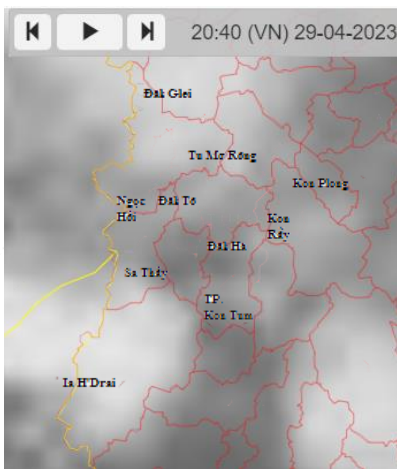 20:40 (VN) 29-04-2023
Đăk Glei
Tu Mơ Rông
Kon Plong
Ngọc
Hồi
Đăk Tô
Kon
Rẫy
Đăk Hà
Sa Thầy
TP.
Kon Tum
Ia H'Drai